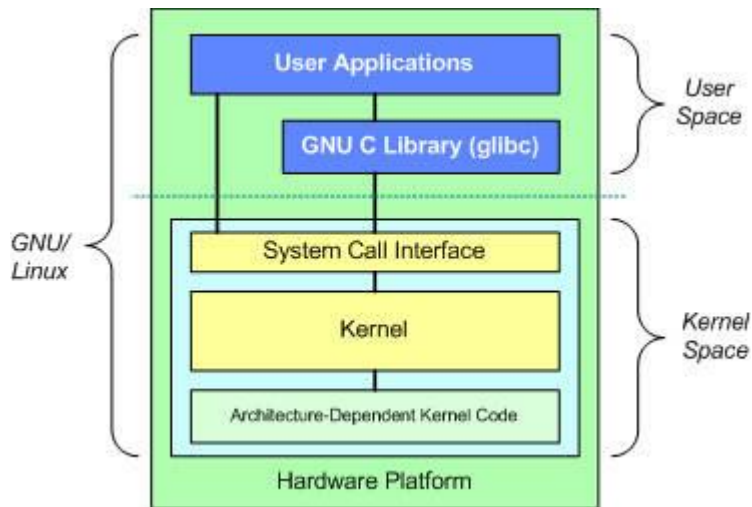 User Applications
GNU C Library (glibc)
User
Space
GNU/
Linux
System Call Interface
Kernel
Architecture-Dependent Kernel Code
Kernel
Space
Hardware Platform